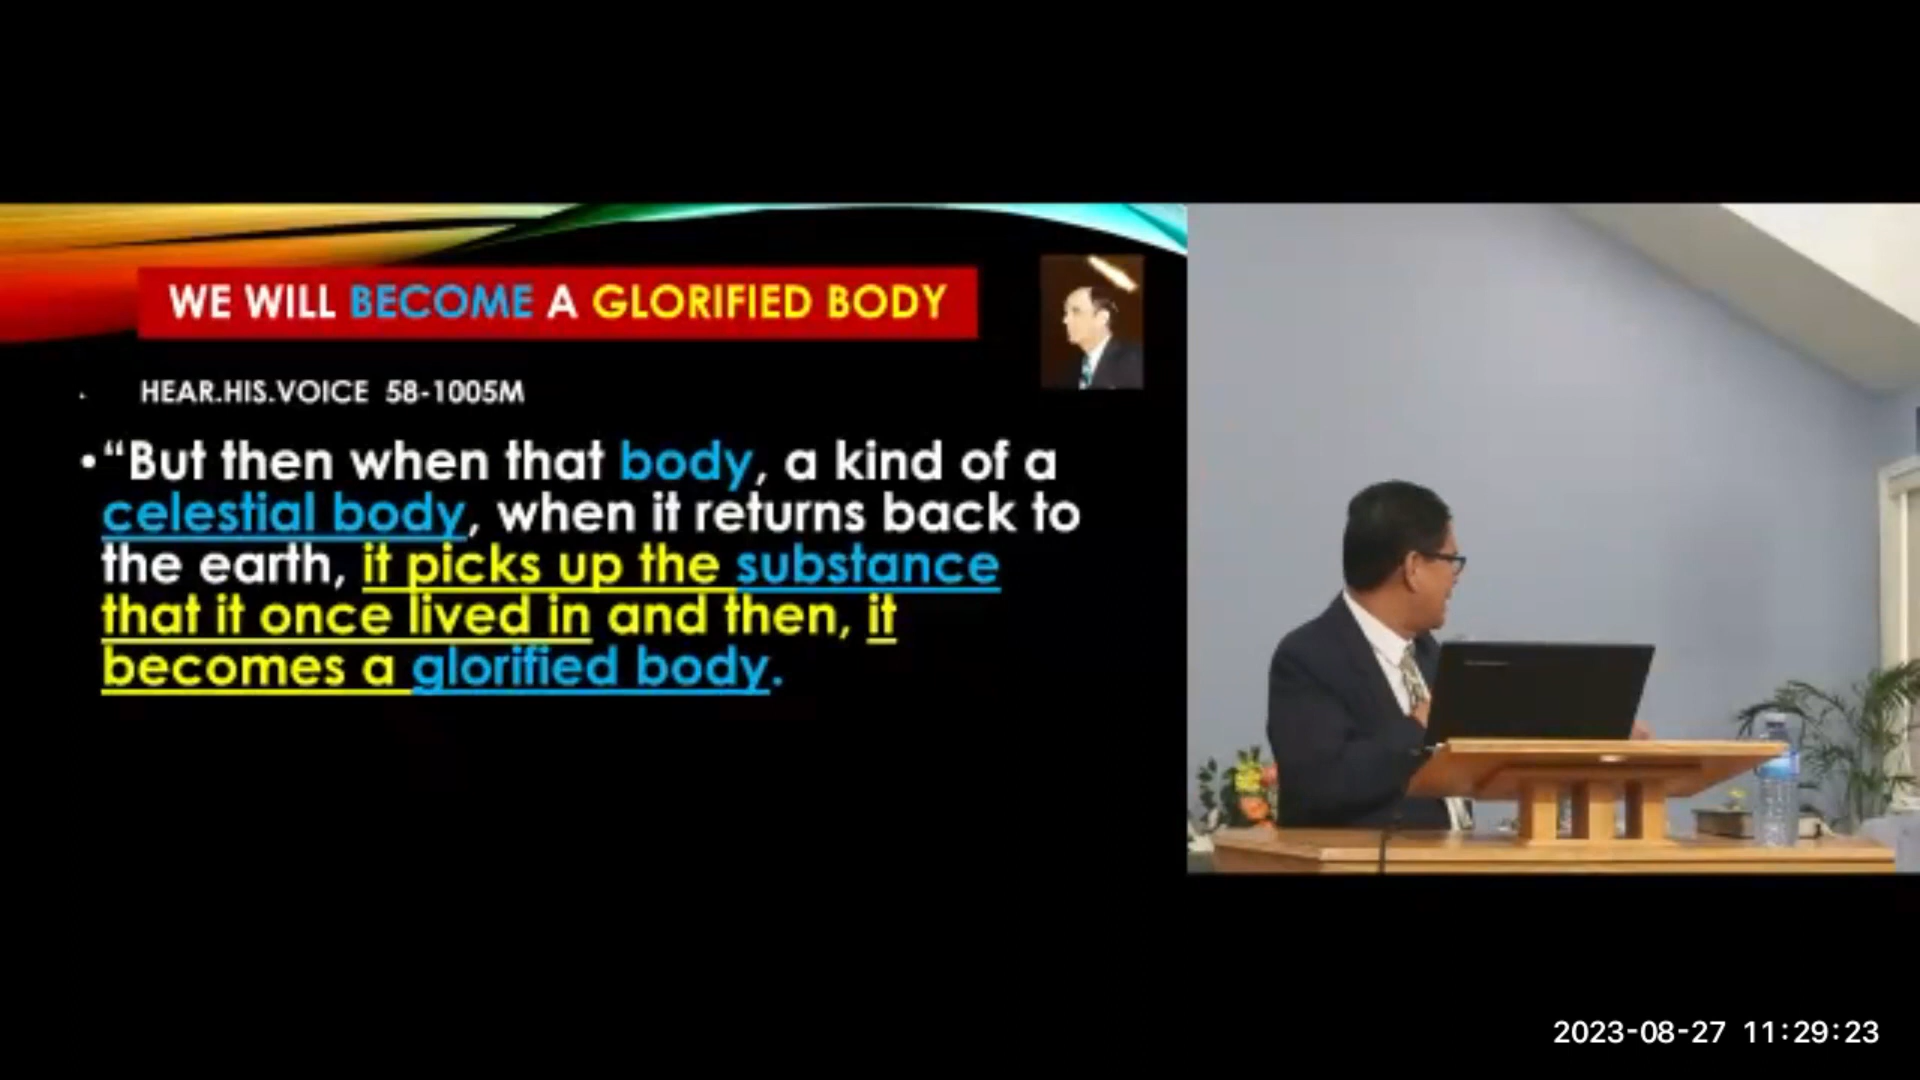 WE WILL BECOME A GLORIFIED BODY
HEAR.HIS.VOICE 58-1005M
•“But then when that body, a kind of a
celestial body, when it returns back to
the earth, it picks up the substance
that it once lived in and then, it
becomes a glorified body.
2023-08-27 11:29:23